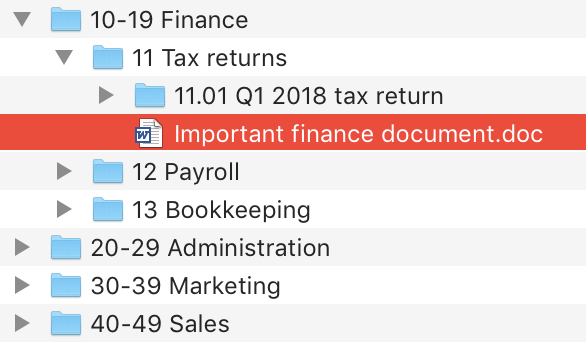 10-19 Finance
11 Tax returns
11.01 Q1 2018 tax return
W Important finance document.doc
12 Payroll
13 Bookkeeping
20-29 Administration
30-39 Marketing
40-49 Sales